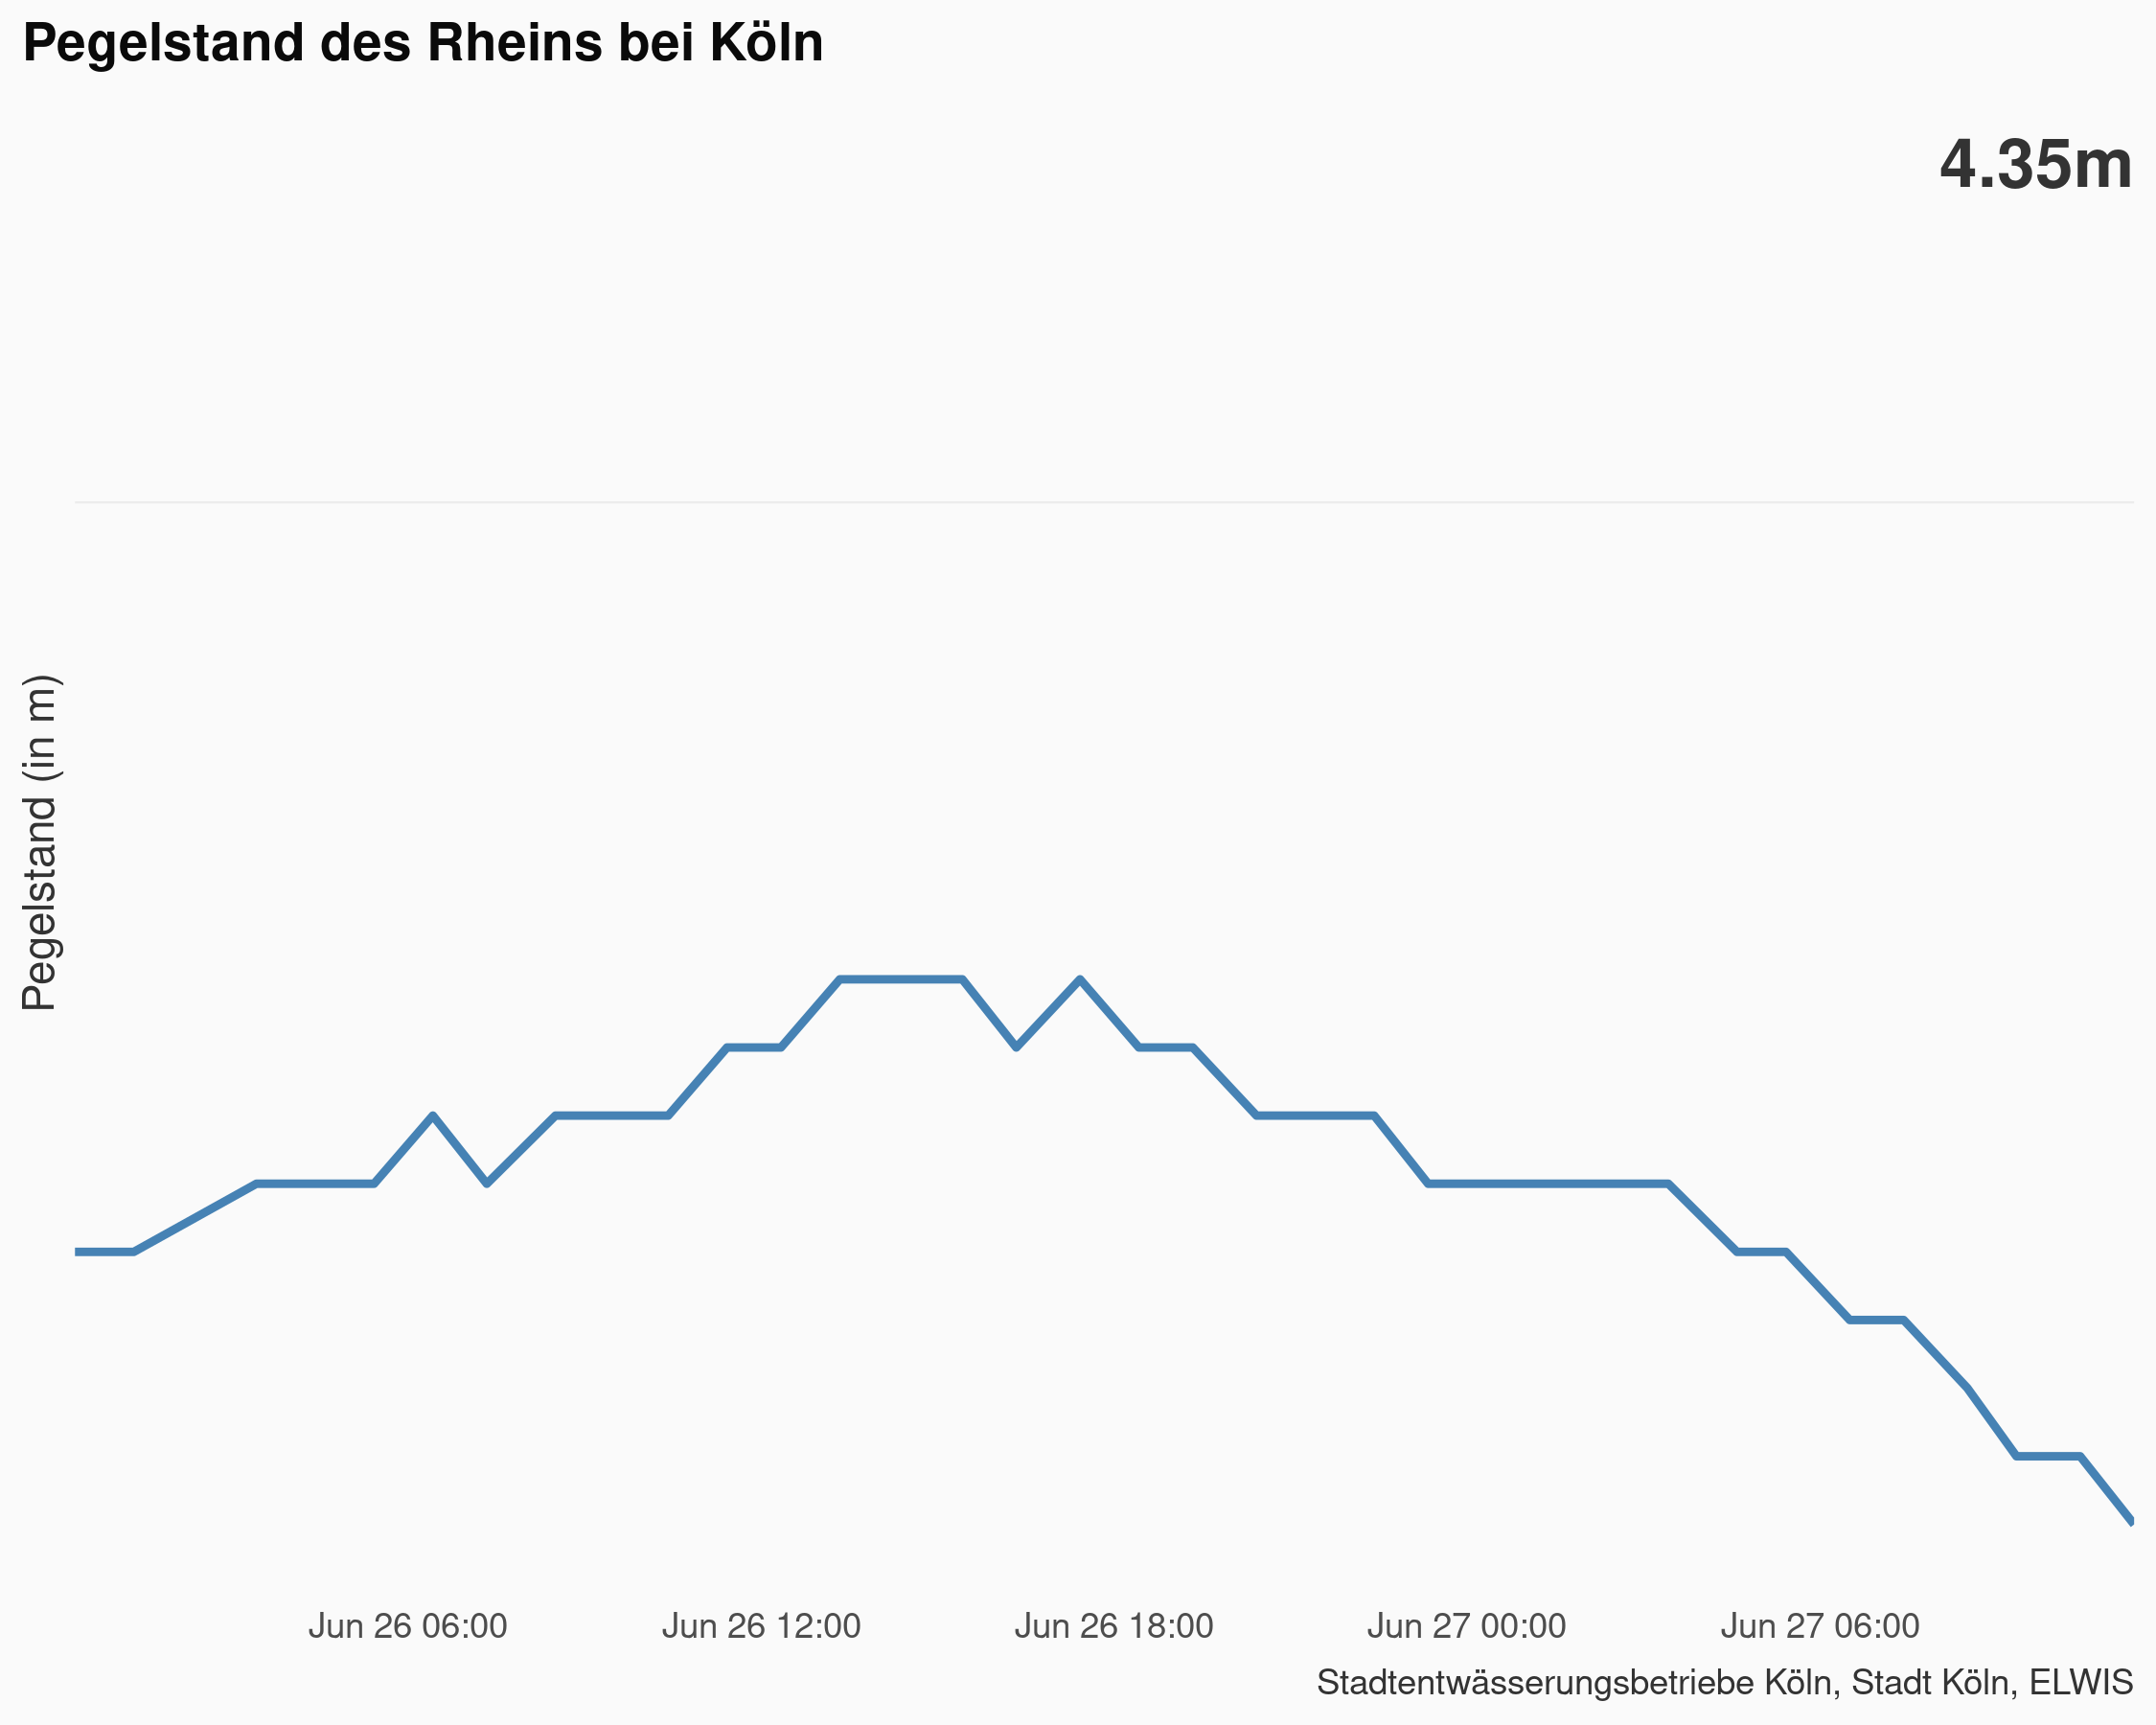 Pegelstand des Rheins bei Köln
4.35m
Pegelstand (in m)
Jun 26 06:00 Jun 26 12:00 Jun 26 18:00 Jun 27 00:00 Jun 27 06:00
Stadtentwässerungsbetriebe Köln, Stadt Köln, ELWIS